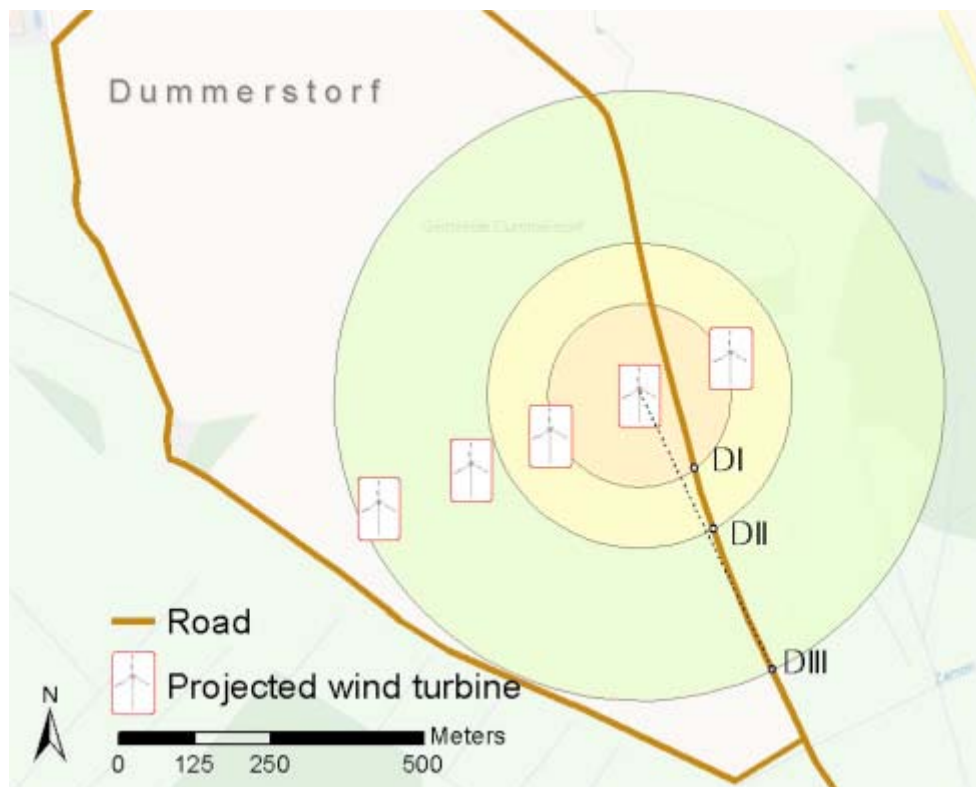 Dummerstorf
DI
DII
DIII
Road
Projected wind turbine
N
Meters
0 125 250 500